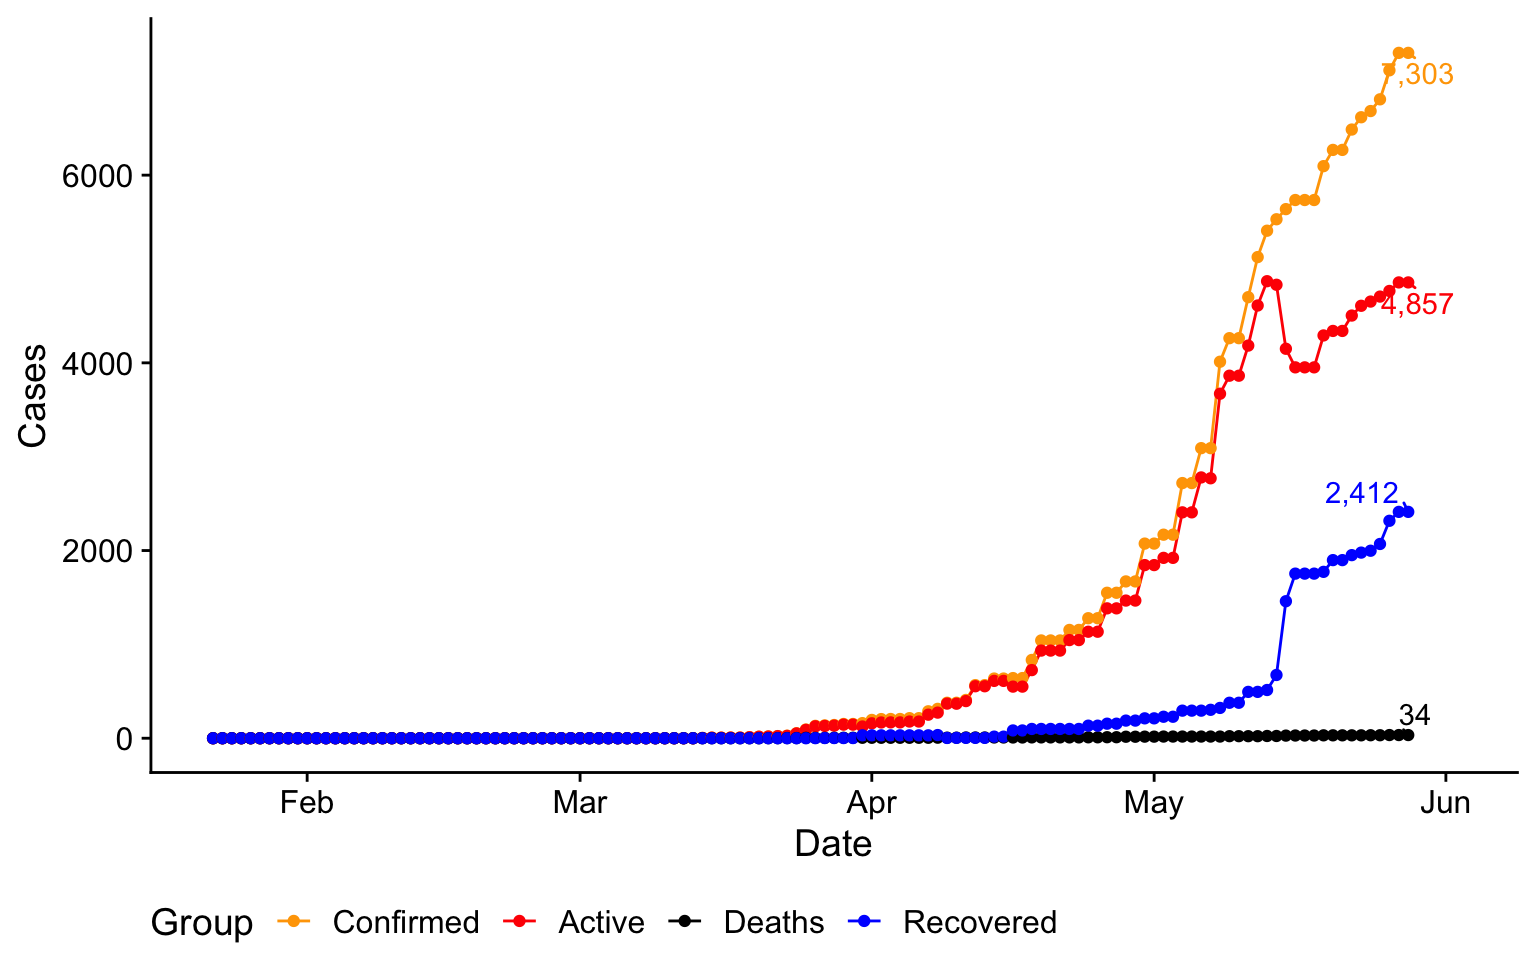 7,303
6000
4,857
4000
Cases
2,412
2000
34
0
Feb Mar Apr May Jun
Date
Group Confirmed Active Deaths Recovered